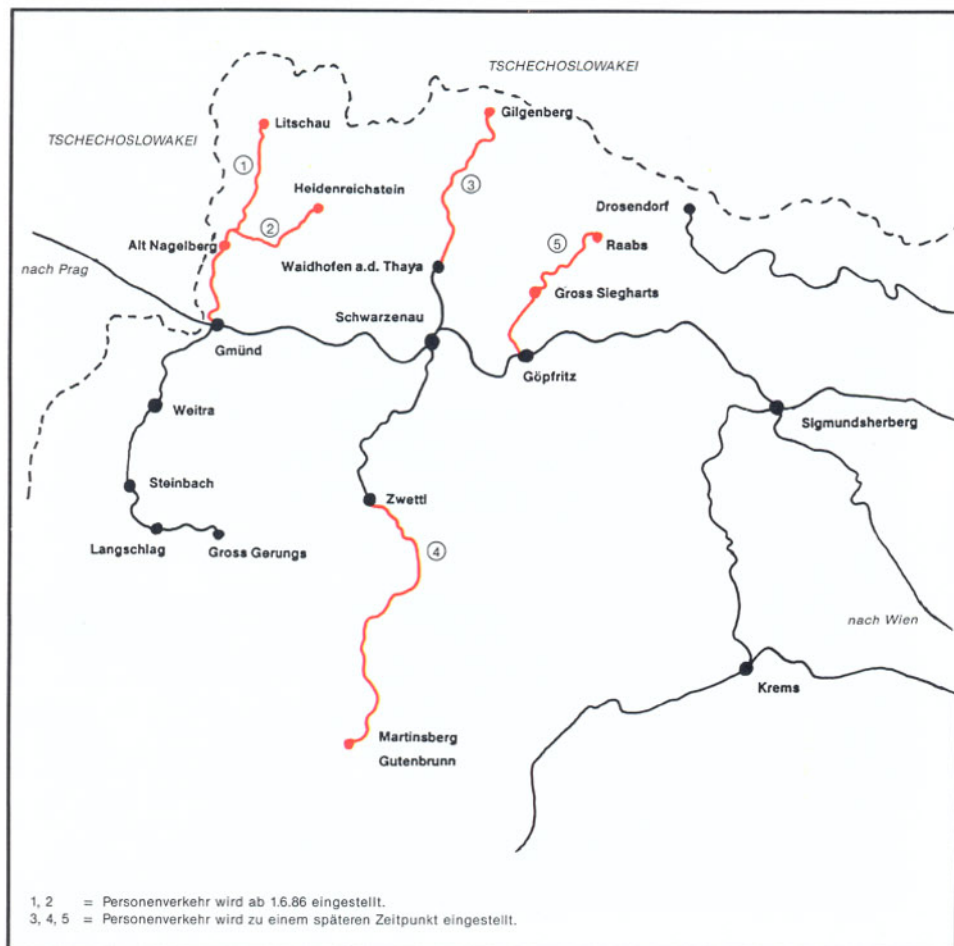 TSCHECHOSLOWAKEI
Gilgenberg
Litschau
TSCHECHOSLOWAKEI
1
3
Heidenreichstein
Drosendorf
2
Alt Nagelberg
5
Raabs
nach Prag
Waidhofen a.d. Thaya
Gross Siegharts
Schwarzenau
Gmünd
Göpfritz
Weitra
Sigmundsherberg
Steinbach
Zwettl
Langschlag
Gross Gerungs
4
nach Wien
Krems
Martinsberg
Gutenbrunn
1, 2 = Personenverkehr wird ab 1.6.86 eingestellt.
3, 4, 5 = Personenverkehr wird zu einem späteren Zeitpunkt eingestellt.